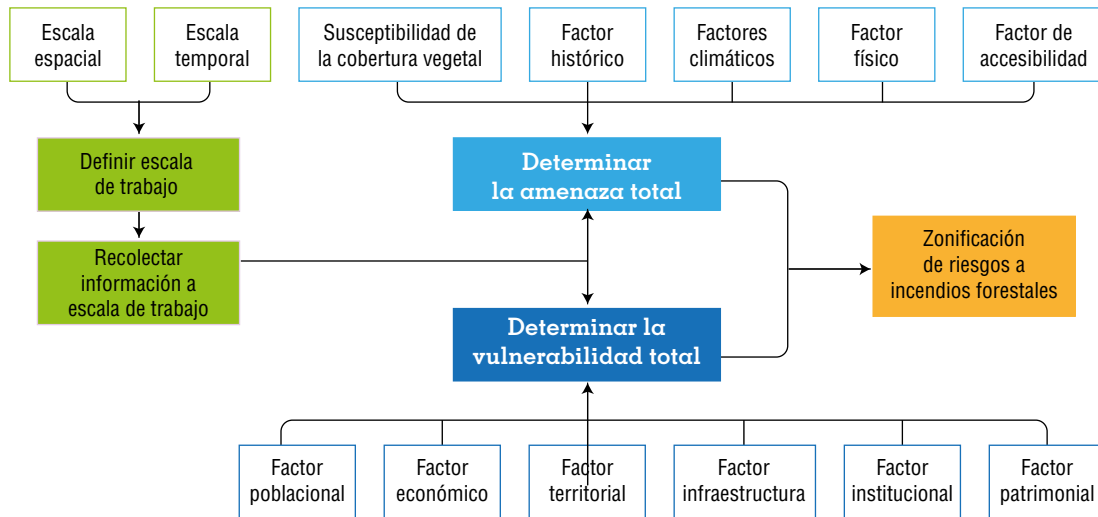 Escala
espacial
Escala
temporal
Susceptibilidad de
la cobertura vegetal
Factor
histórico
Factores
climáticos
Factor
físico
Factor de
accesibilidad
Definir escala
de trabajo
Determinar
la amenaza total
Recolectar
información a
escala de trabajo
Zonificación
de riesgos a
incendios forestales
Determinar la
vulnerabilidad total
Factor
poblacional
Factor
económico
Factor
territorial
Factor
infraestructura
Factor
institucional
Factor
patrimonial